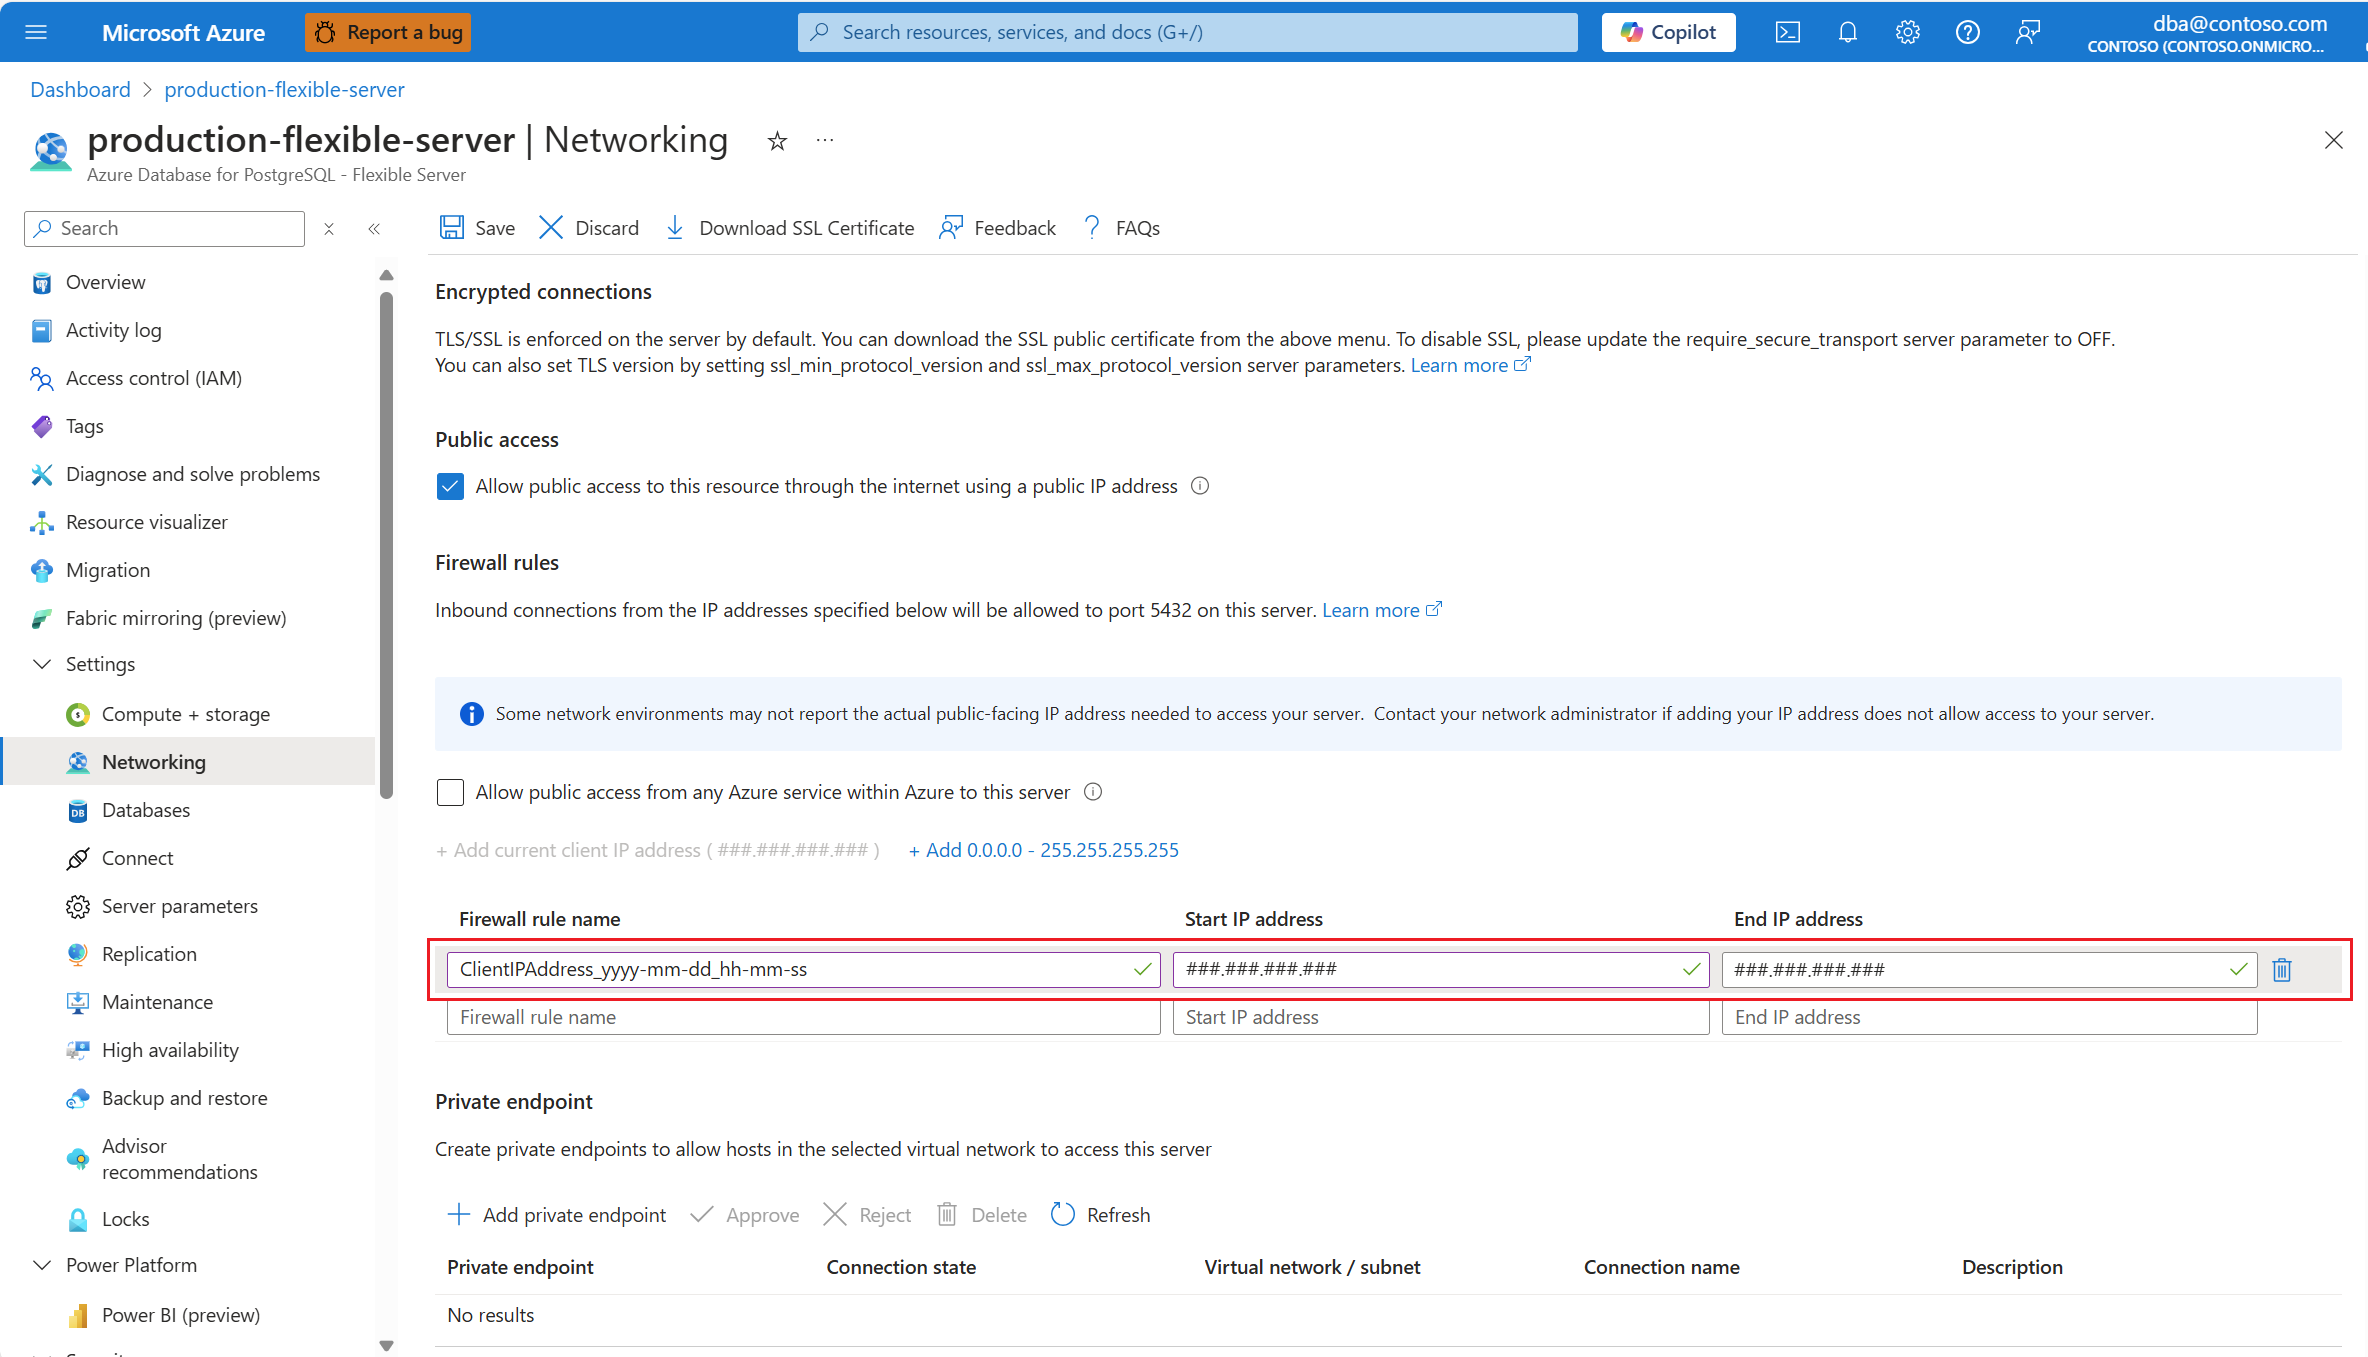 Microsoft Azure
Report a bug
Search resources, services, and docs (G+/)
Copilot
dba@contoso.com
CONTOSO (CONTOSO.ONMICRO...
Dashboard > production-flexible-server
production-flexible-server | Networking
Azure Database for PostgreSQL - Flexible Server
Search
Overview
Activity log
Access control (IAM)
Tags
Diagnose and solve problems
Resource visualizer
Migration
Fabric mirroring (preview)
Settings
Compute + storage
Networking
Databases
Connect
Server parameters
Replication
Maintenance
High availability
Backup and restore
Advisor
recommendations
Locks
Power Platform
Power BI (preview)
Save Discard Download SSL Certificate Feedback FAQs
Encrypted connections
TLS/SSL is enforced on the server by default. You can download the SSL public certificate from the above menu. To disable SSL, please update the require_secure_transport server parameter to OFF.
You can also set TLS version by setting ssl_min_protocol_version and ssl_max_protocol_version server parameters. Learn more
Public access
Allow public access to this resource through the internet using a public IP address
Firewall rules
Inbound connections from the IP addresses specified below will be allowed to port 5432 on this server. Learn more
Some network environments may not report the actual public-facing IP address needed to access your server. Contact your network administrator if adding your IP address does not allow access to your server.
Allow public access from any Azure service within Azure to this server
+ Add current client IP address ( ###.###.###.### ) + Add 0.0.0.0 - 255.255.255.255
Firewall rule name Start IP address End IP address
ClientIPAddress_yyyy-mm-dd_hh-mm-ss ###.###.###.### ###.###.###.###
Firewall rule name Start IP address End IP address
Private endpoint
Create private endpoints to allow hosts in the selected virtual network to access this server
Add private endpoint Approve Reject Delete Refresh
Private endpoint Connection state Virtual network / subnet Connection name Description
No results